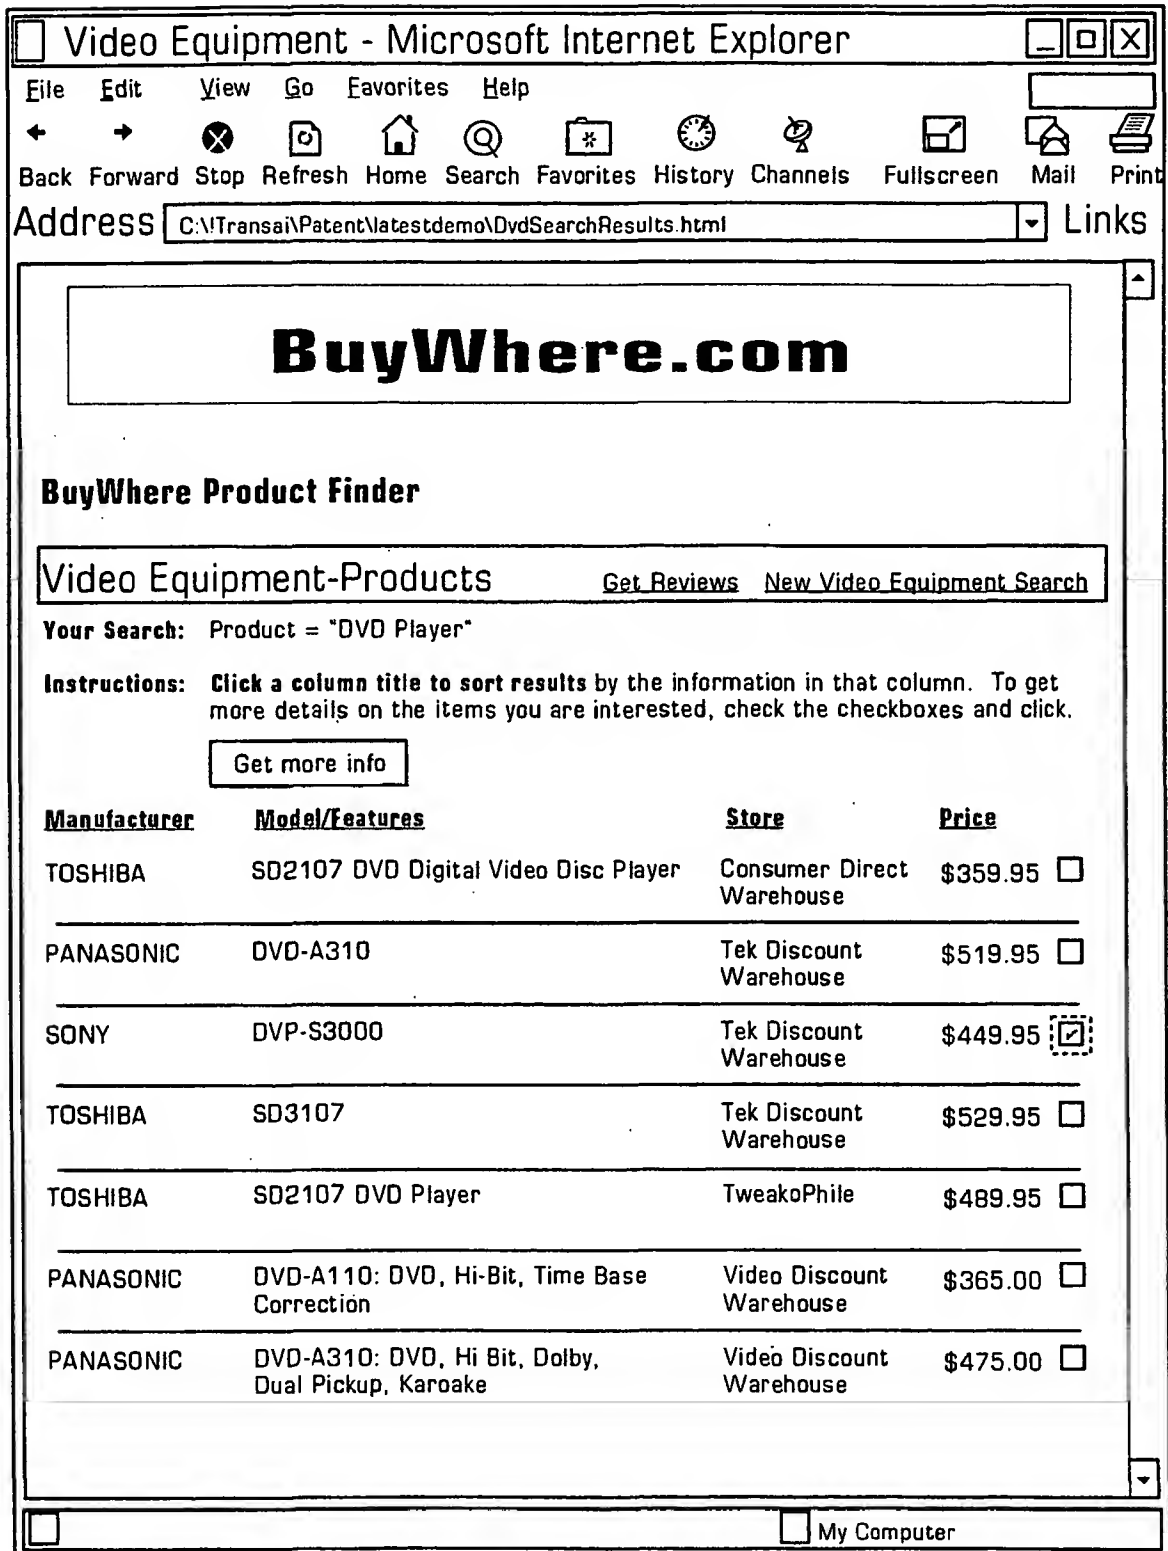 Video Equipment - Microsoft Internet Explorer
File Edit View Go Favorites Help
Back Forward Stop Refresh Home Search Favorites History Channels Fullscreen Mail Print
Address C:\!Transai\Patent\latestdemo\DvdSearchResults.html Links
BuyWhere.com
BuyWhere Product Finder
Video Equipment-Products Get Reviews New Video Equipment Search
Your Search: Product = "DVD Player"
Instructions: Click a column title to sort results by the information in that column. To get
more details on the items you are interested, check the checkboxes and click.
Get more info
Manufacturer Model/Features Store Price
TOSHIBA SD2107 DVD Digital Video Disc Player Consumer Direct $359.95
Warehouse
PANASONIC DVD-A310 Tek Discount $519.95
Warehouse
SONY DVP-S3000 Tek Discount $449.95
Warehouse
TOSHIBA SD3107 Tek Discount $529.95
Warehouse
TOSHIBA SD2107 DVD Player TweakoPhile $489.95
PANASONIC DVD-A110: DVD, Hi-Bit, Time Base Video Discount $365.00
Correction Warehouse
PANASONIC DVD-A310: DVD, Hi Bit, Dolby, Video Discount $475.00
Dual Pickup, Karoake Warehouse
My Computer